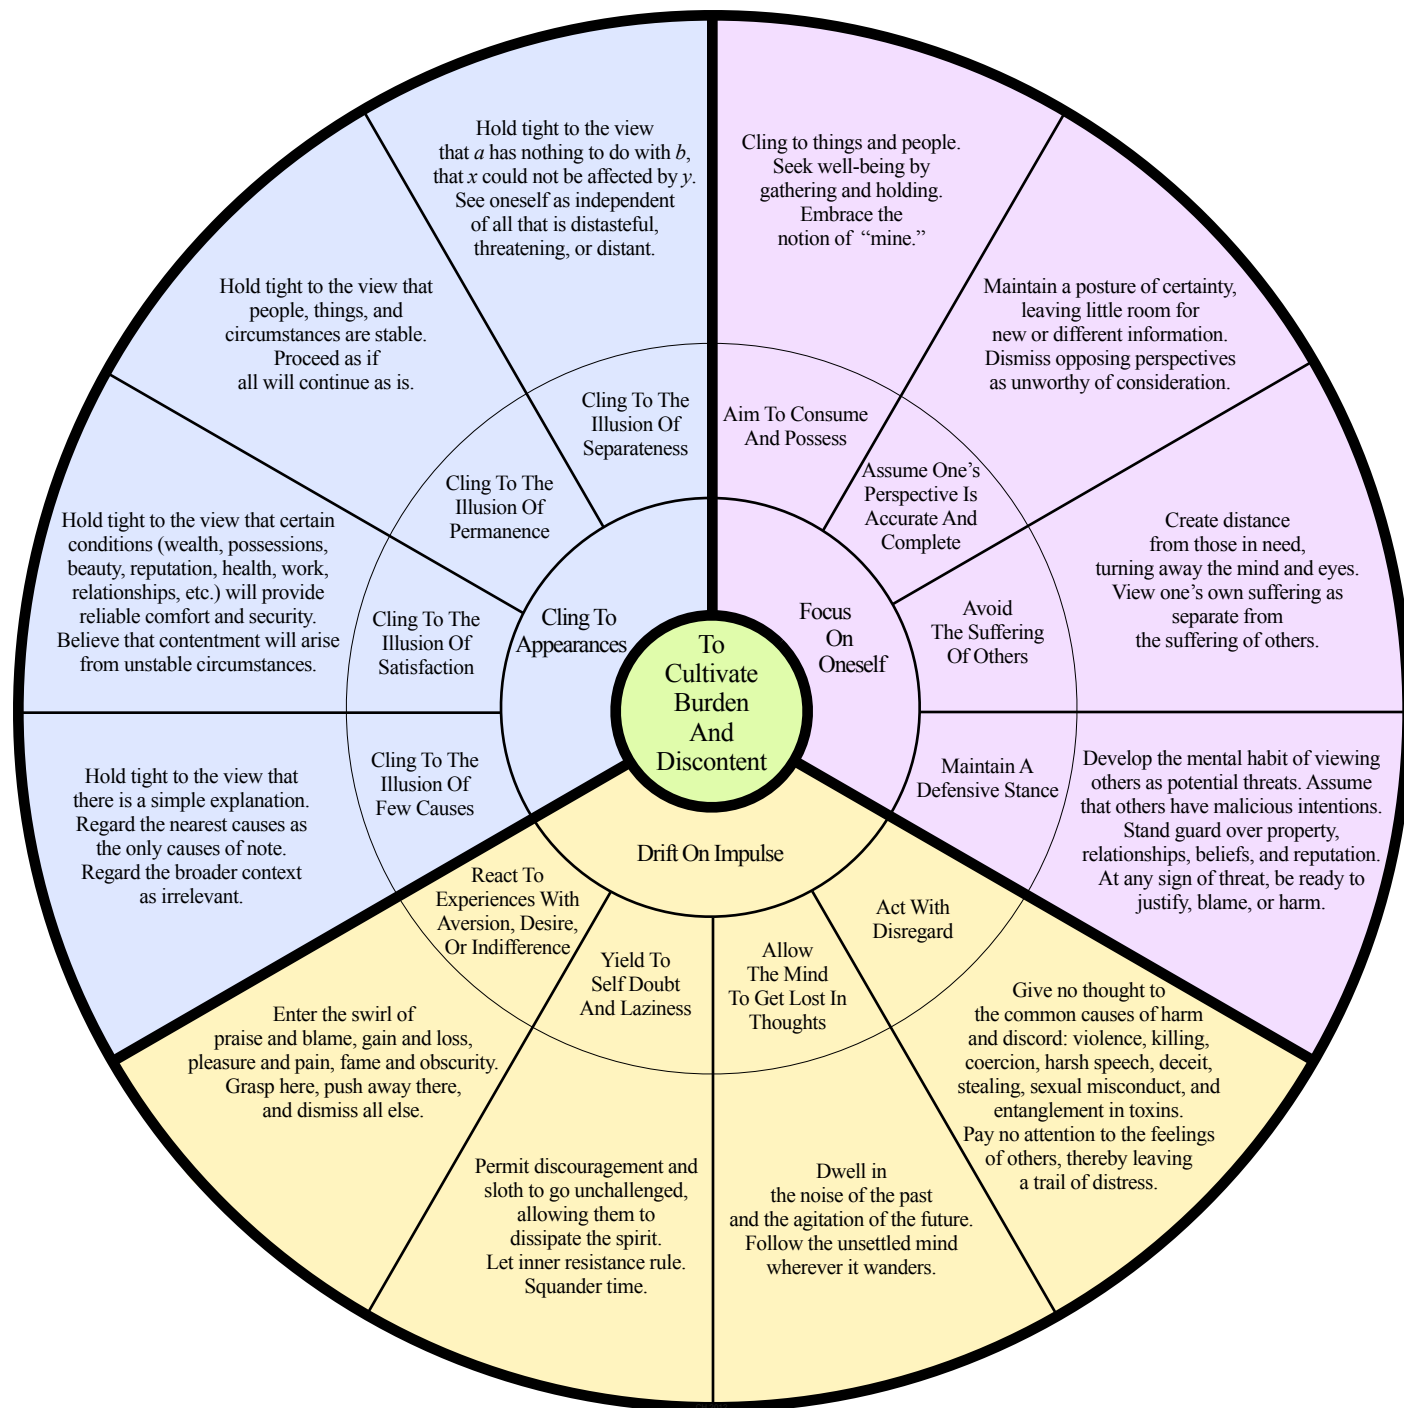 To
Cultivate
Burden
And
Discontent
Focus
On
Oneself
Aim To Consume
And Possess
Cling to things and people.
Seek well-being by
gathering and holding.
Embrace the
notion of “mine.”
Assume One’s
Perspective Is
Accurate And
Complete
Maintain a posture of certainty,
leaving little room for
new or different information.
Dismiss opposing perspectives
as unworthy of consideration.
Avoid
The Suffering
Of Others
Create distance
from those in need,
turning away the mind and eyes.
View one’s own suffering as
separate from
the suffering of others.
Maintain A
Defensive Stance
Develop the mental habit of viewing
others as potential threats. Assume
that others have malicious intentions.
Stand guard over property,
relationships, beliefs, and reputation.
At any sign of threat, be ready to
justify, blame, or harm.
Drift On Impulse
Act With
Disregard
Give no thought to
the common causes of harm
and discord: violence, killing,
coercion, harsh speech, deceit,
stealing, sexual misconduct, and
entanglement in toxins.
Pay no attention to the feelings
of others, thereby leaving
a trail of distress.
Allow
The Mind
To Get Lost In
Thoughts
Dwell in
the noise of the past
and the agitation of the future.
Follow the unsettled mind
wherever it wanders.
Yield To
Self Doubt
And Laziness
Permit discouragement and
sloth to go unchallenged,
allowing them to
dissipate the spirit.
Let inner resistance rule.
Squander time.
React To
Experiences With
Aversion, Desire,
Or Indifference
Enter the swirl of
praise and blame, gain and loss,
pleasure and pain, fame and obscurity.
Grasp here, push away there,
and dismiss all else.
Cling To
Appearances
Cling To The
Illusion Of
Few Causes
Hold tight to the view that
there is a simple explanation.
Regard the nearest causes as
the only causes of note.
Regard the broader context
as irrelevant.
Cling To The
Illusion Of
Satisfaction
Hold tight to the view that certain
conditions (wealth, possessions,
beauty, reputation, health, work,
relationships, etc.) will provide
reliable comfort and security.
Believe that contentment will arise
from unstable circumstances.
Cling To The
Illusion Of
Permanence
Hold tight to the view that
people, things, and
circumstances are stable.
Proceed as if
all will continue as is.
Cling To The
Illusion Of
Separateness
Hold tight to the view
that a has nothing to do with b,
that x could not be affected by y.
See oneself as independent
of all that is distasteful,
threatening, or distant.